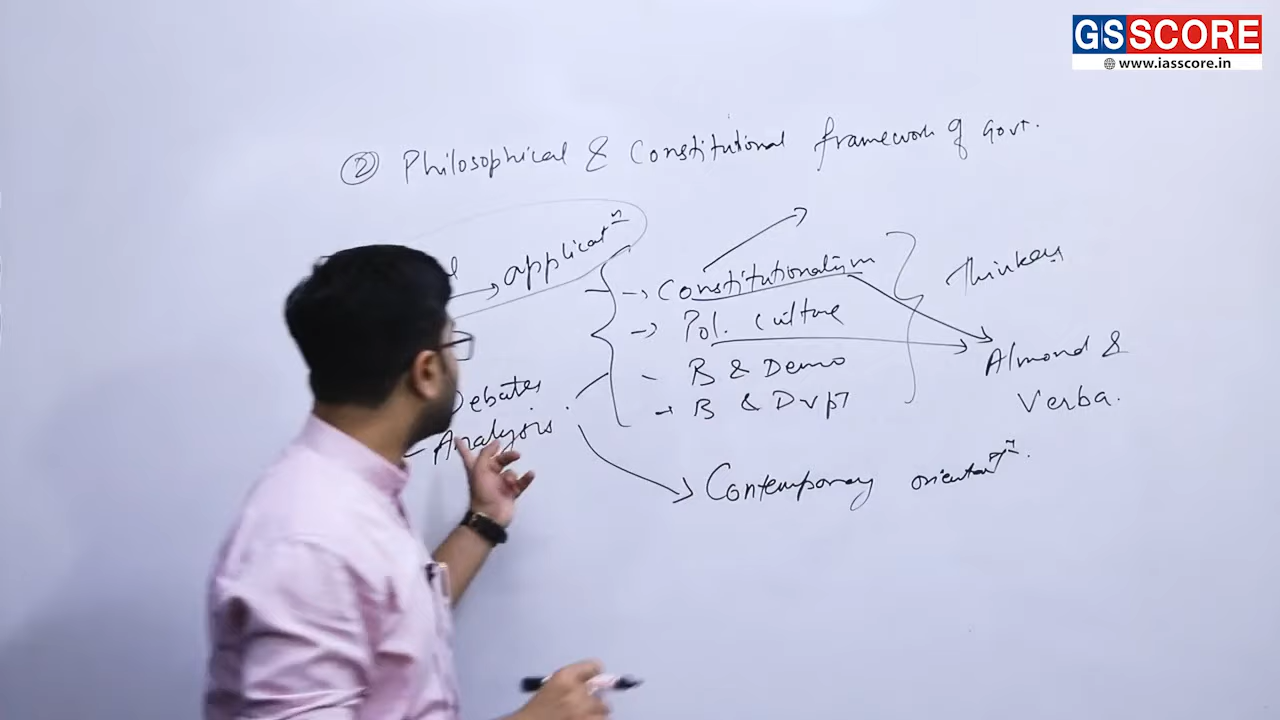 GSSCORE
www.iasscore.in
② Philosophical & Constitutional framework of Govt.
→ applicatⁿ
→ Constitutionalism
→ Pol. culture
- B & Demo
→ B & Dvpt
Thinkers
Almond &
Verba.
Debates
- Analysis
Contemporary orientatⁿ.